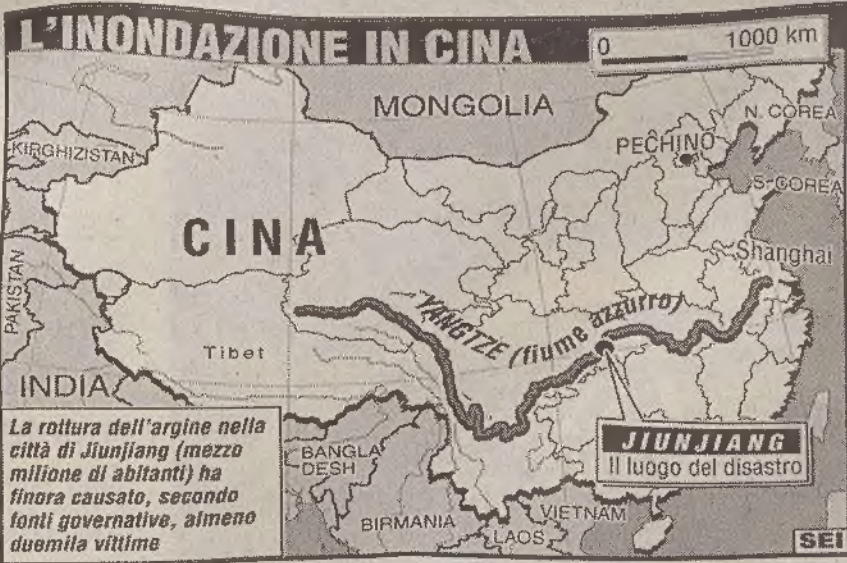 L'INONDAZIONE IN CINA
0 1000 km
MONGOLIA
N. COREA
KIRGHIZISTAN
PECHINO
S. COREA
CINA
Shanghai
PAKISTAN
YANGTZE (fiume azzurro)
Tibet
INDIA
La rottura dell'argine nella
città di Jiunjiang (mezzo
milione di abitanti) ha
finora causato, secondo
fonti governative, almeno
duemila vittime
JIUNJIANG
Il luogo del disastro
BANGLA
DESH
BIRMANIA
VIETNAM
LAOS
SEI